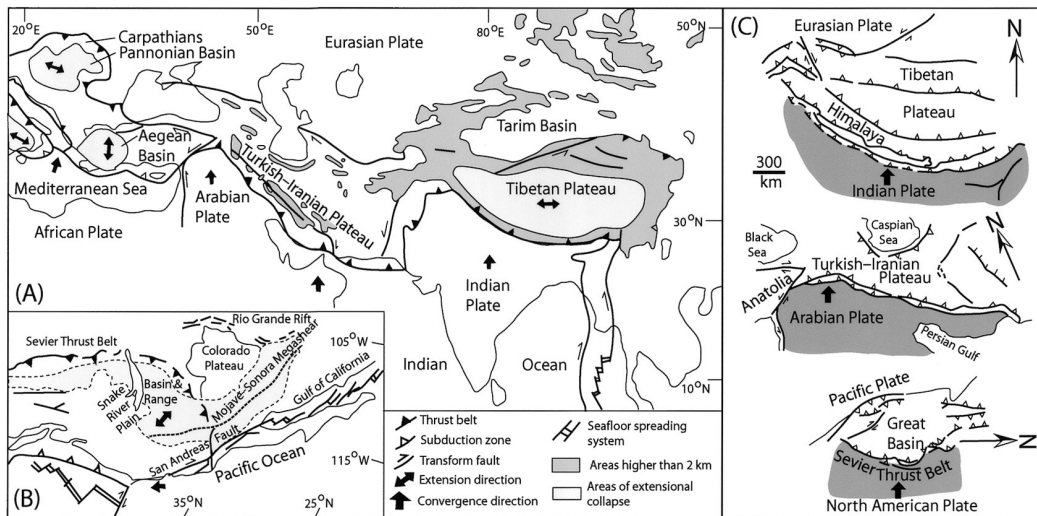 20°E
50°E
80°E
50°N
Carpathians
Pannonian Basin
Eurasian Plate
Aegean
Basin
Tarim Basin
Mediterranean Sea
Arabian
Plate
Turkish–Iranian Plateau
Tibetan Plateau
30°N
African Plate
(A)
Indian
Plate
Indian
Ocean
10°N
Rio Grande Rift
Sevier Thrust Belt
Colorado
Plateau
105°W
Basin &
Range
Snake
River
Plain
Mojave-Sonora Megashear
Gulf of California
San Andreas
Fault
Pacific Ocean
115°W
(B)
35°N
25°N
Thrust belt
Subduction zone
Transform fault
Extension direction
Convergence direction
Seafloor spreading
system
Areas higher than 2 km
Areas of extensional
collapse
(C)
Eurasian Plate
N
Tibetan
Plateau
Himalaya
300
km
Indian Plate
Black
Sea
Caspian
Sea
N
Turkish–Iranian
Plateau
Anatolia
Arabian Plate
Persian Gulf
Pacific Plate
Great
Basin
N
Sevier Thrust Belt
North American Plate